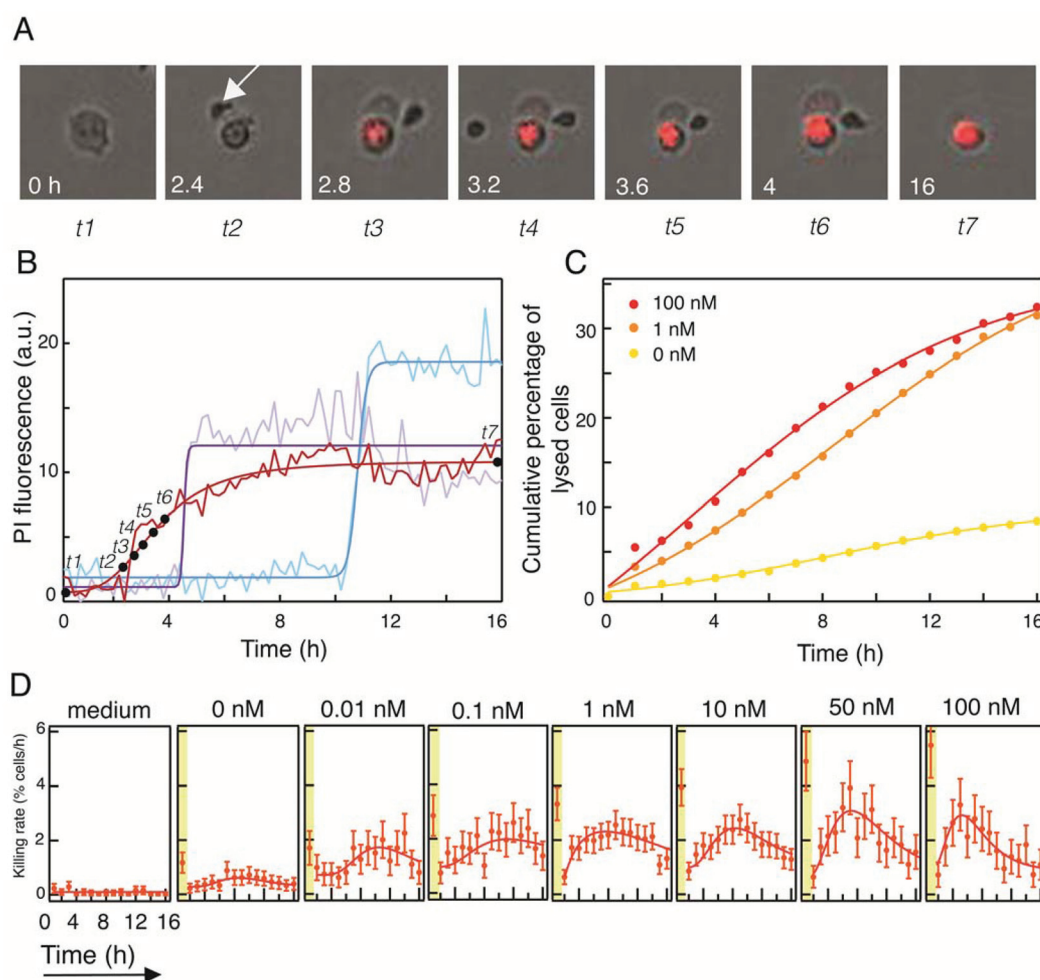 A
0 h
2.4
2.8
3.2
3.6
4
16
t1
t2
t3
t4
t5
t6
t7
B
PI fluorescence (a.u.)
20
10
0
t1
t2
t3
t4
t5
t6
t7
0
4
8
12
16
Time (h)
C
Cumulative percentage of
lysed cells
30
20
10
5
0
100 nM
1 nM
0 nM
0
4
8
12
16
Time (h)
D
medium
0 nM
0.01 nM
0.1 nM
1 nM
10 nM
50 nM
100 nM
Killing rate (% cells/h)
6
4
2
0
0
4
8
12
16
Time (h)